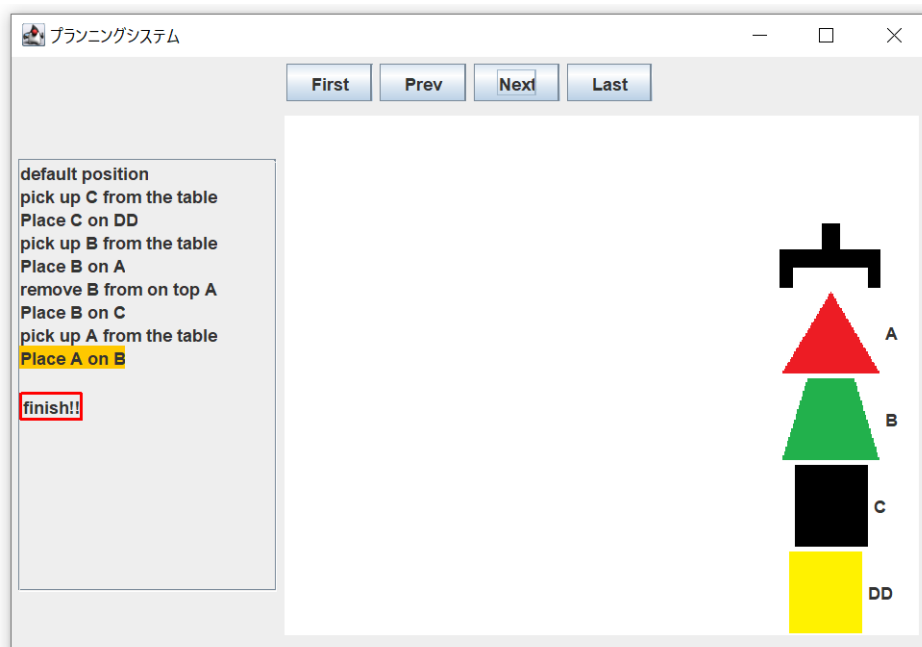 プランニングシステム
First Prev Next Last
default position
pick up C from the table
Place C on DD
pick up B from the table
Place B on A
remove B from on top A
Place B on C
pick up A from the table
Place A on B
finish!!
A
B
C
DD